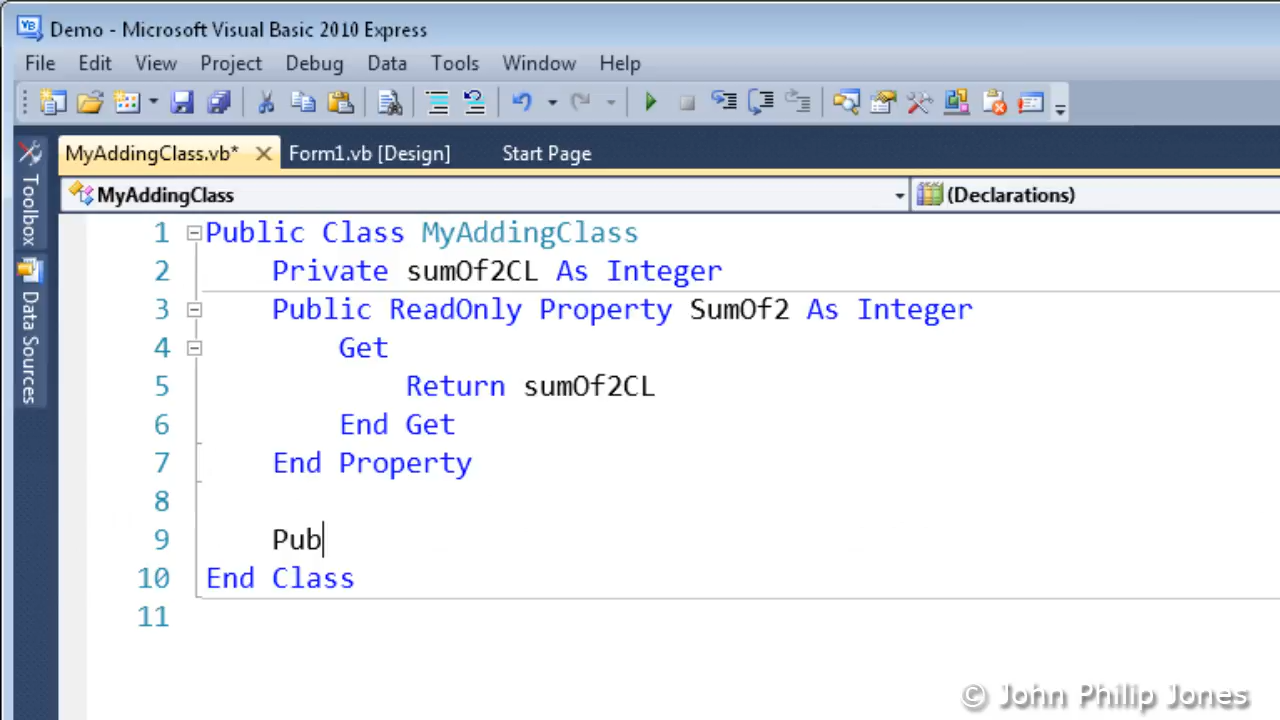 Demo - Microsoft Visual Basic 2010 Express
File Edit View Project Debug Data Tools Window Help
MyAddingClass.vb* Form1.vb [Design] Start Page
MyAddingClass (Declarations)
Toolbox
Data Sources
1 Public Class MyAddingClass
2 Private sumOf2CL As Integer
3 Public ReadOnly Property SumOf2 As Integer
4 Get
5 Return sumOf2CL
6 End Get
7 End Property
8
9 Pub
10 End Class
11
© John Philip Jones